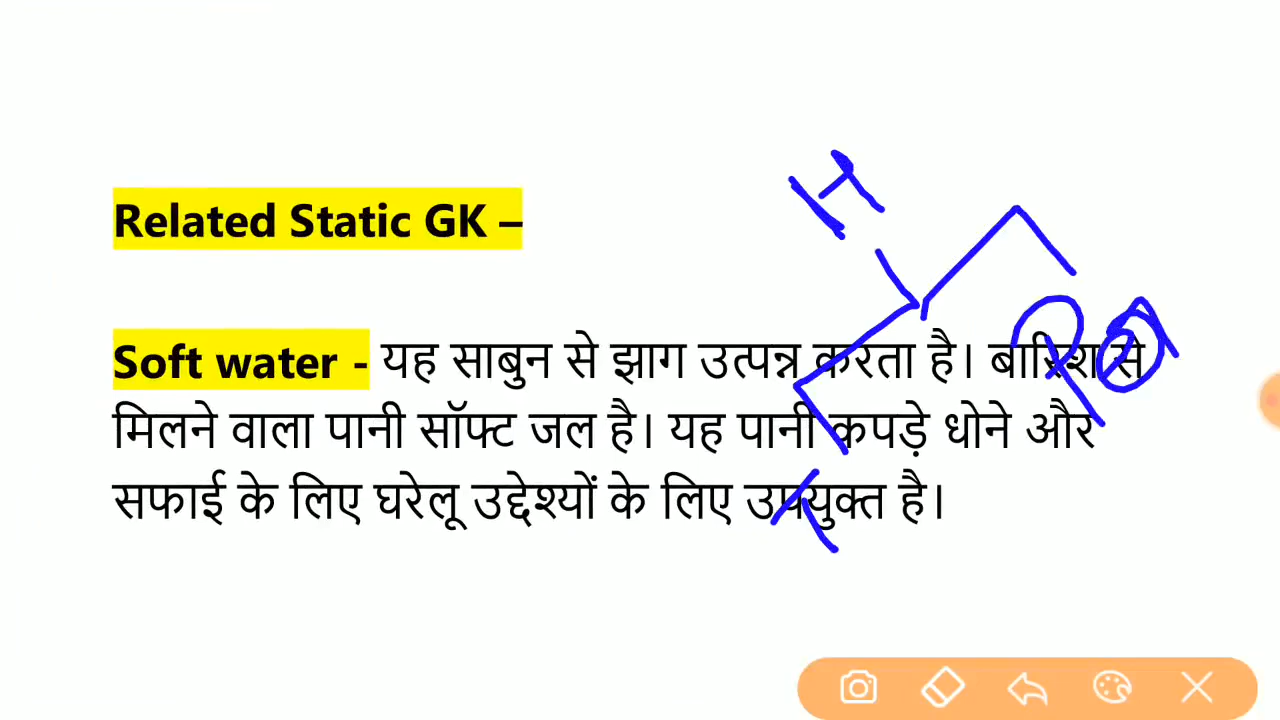 Related Static GK –
H
Soft water - यह साबुन से झाग उत्पन्न करता है। बारिश से
मिलने वाला पानी सॉफ्ट जल है। यह पानी कपड़े धोने और
सफाई के लिए घरेलू उद्देश्यों के लिए उपयुक्त है।
T